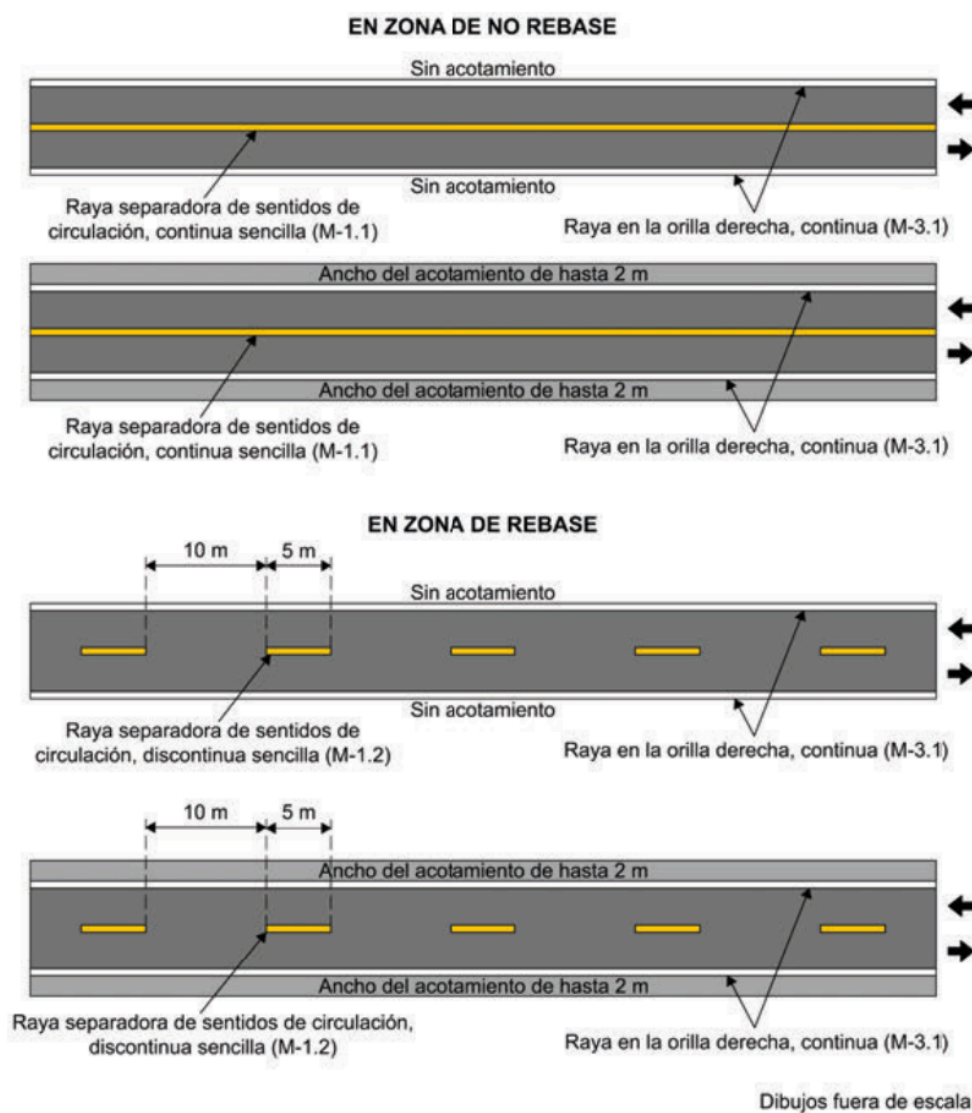 EN ZONA DE NO REBASE
Sin acotamiento
Sin acotamiento
Raya separadora de sentidos de
circulación, continua sencilla (M-1.1)
Raya en la orilla derecha, continua (M-3.1)
Ancho del acotamiento de hasta 2 m
Ancho del acotamiento de hasta 2 m
Raya separadora de sentidos de
circulación, continua sencilla (M-1.1)
Raya en la orilla derecha, continua (M-3.1)
EN ZONA DE REBASE
10 m
5 m
Sin acotamiento
Sin acotamiento
Raya separadora de sentidos de
circulación, discontinua sencilla (M-1.2)
Raya en la orilla derecha, continua (M-3.1)
10 m
5 m
Ancho del acotamiento de hasta 2 m
Ancho del acotamiento de hasta 2 m
Raya separadora de sentidos de circulación,
discontinua sencilla (M-1.2)
Raya en la orilla derecha, continua (M-3.1)
Dibujos fuera de escala